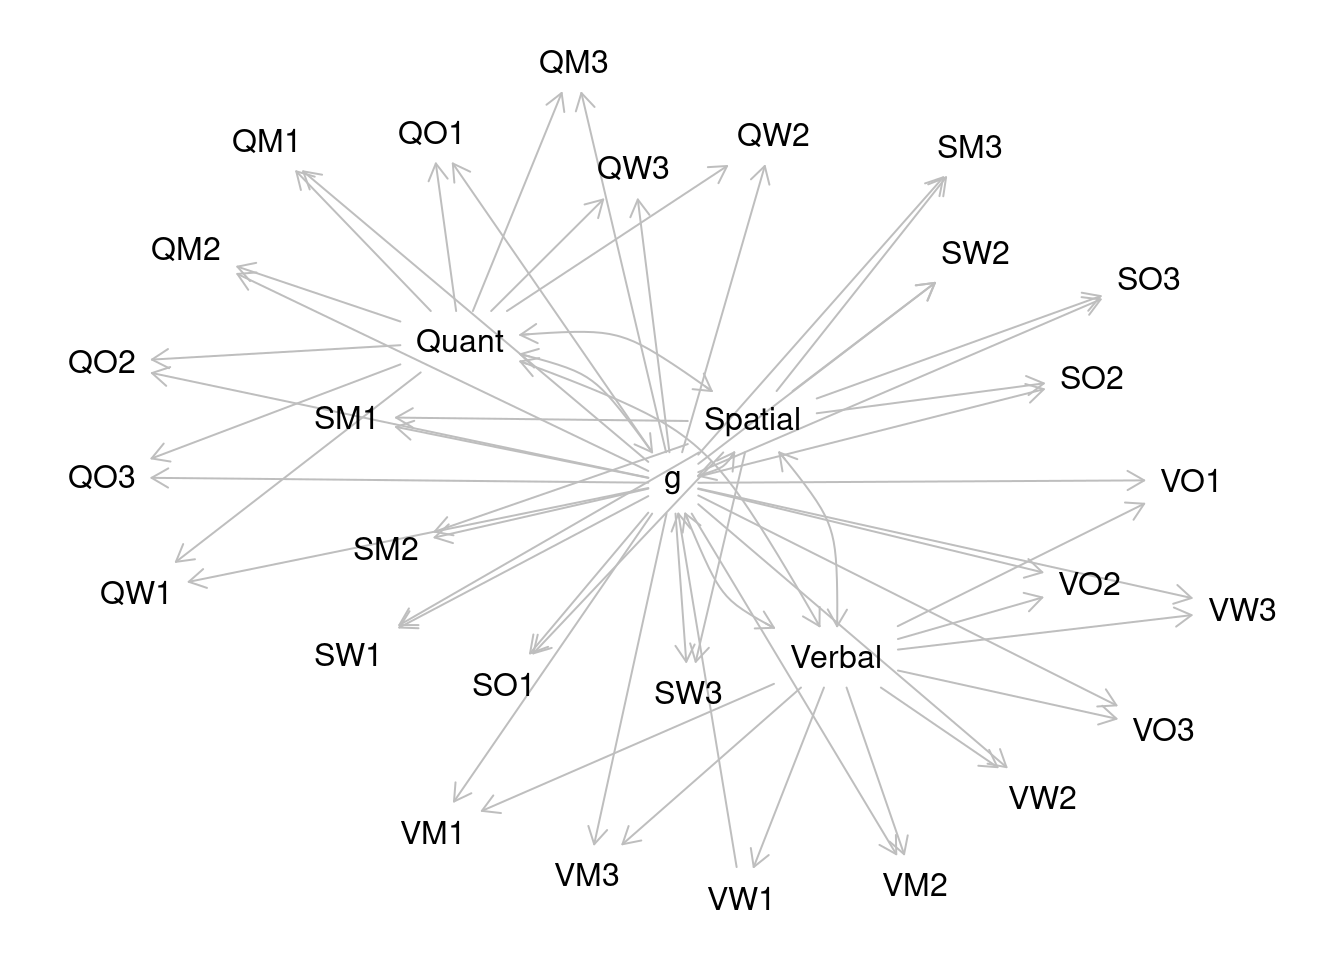 QM3
QM1
QO1
QW2
QW3
SM3
QM2
SW2
SO3
Quant
QO2
SO2
SM1
Spatial
QO3
g
VO1
SM2
QW1
VO2
VW3
SW1
Verbal
SO1
SW3
VO3
VW2
VM1
VM3
VW1
VM2